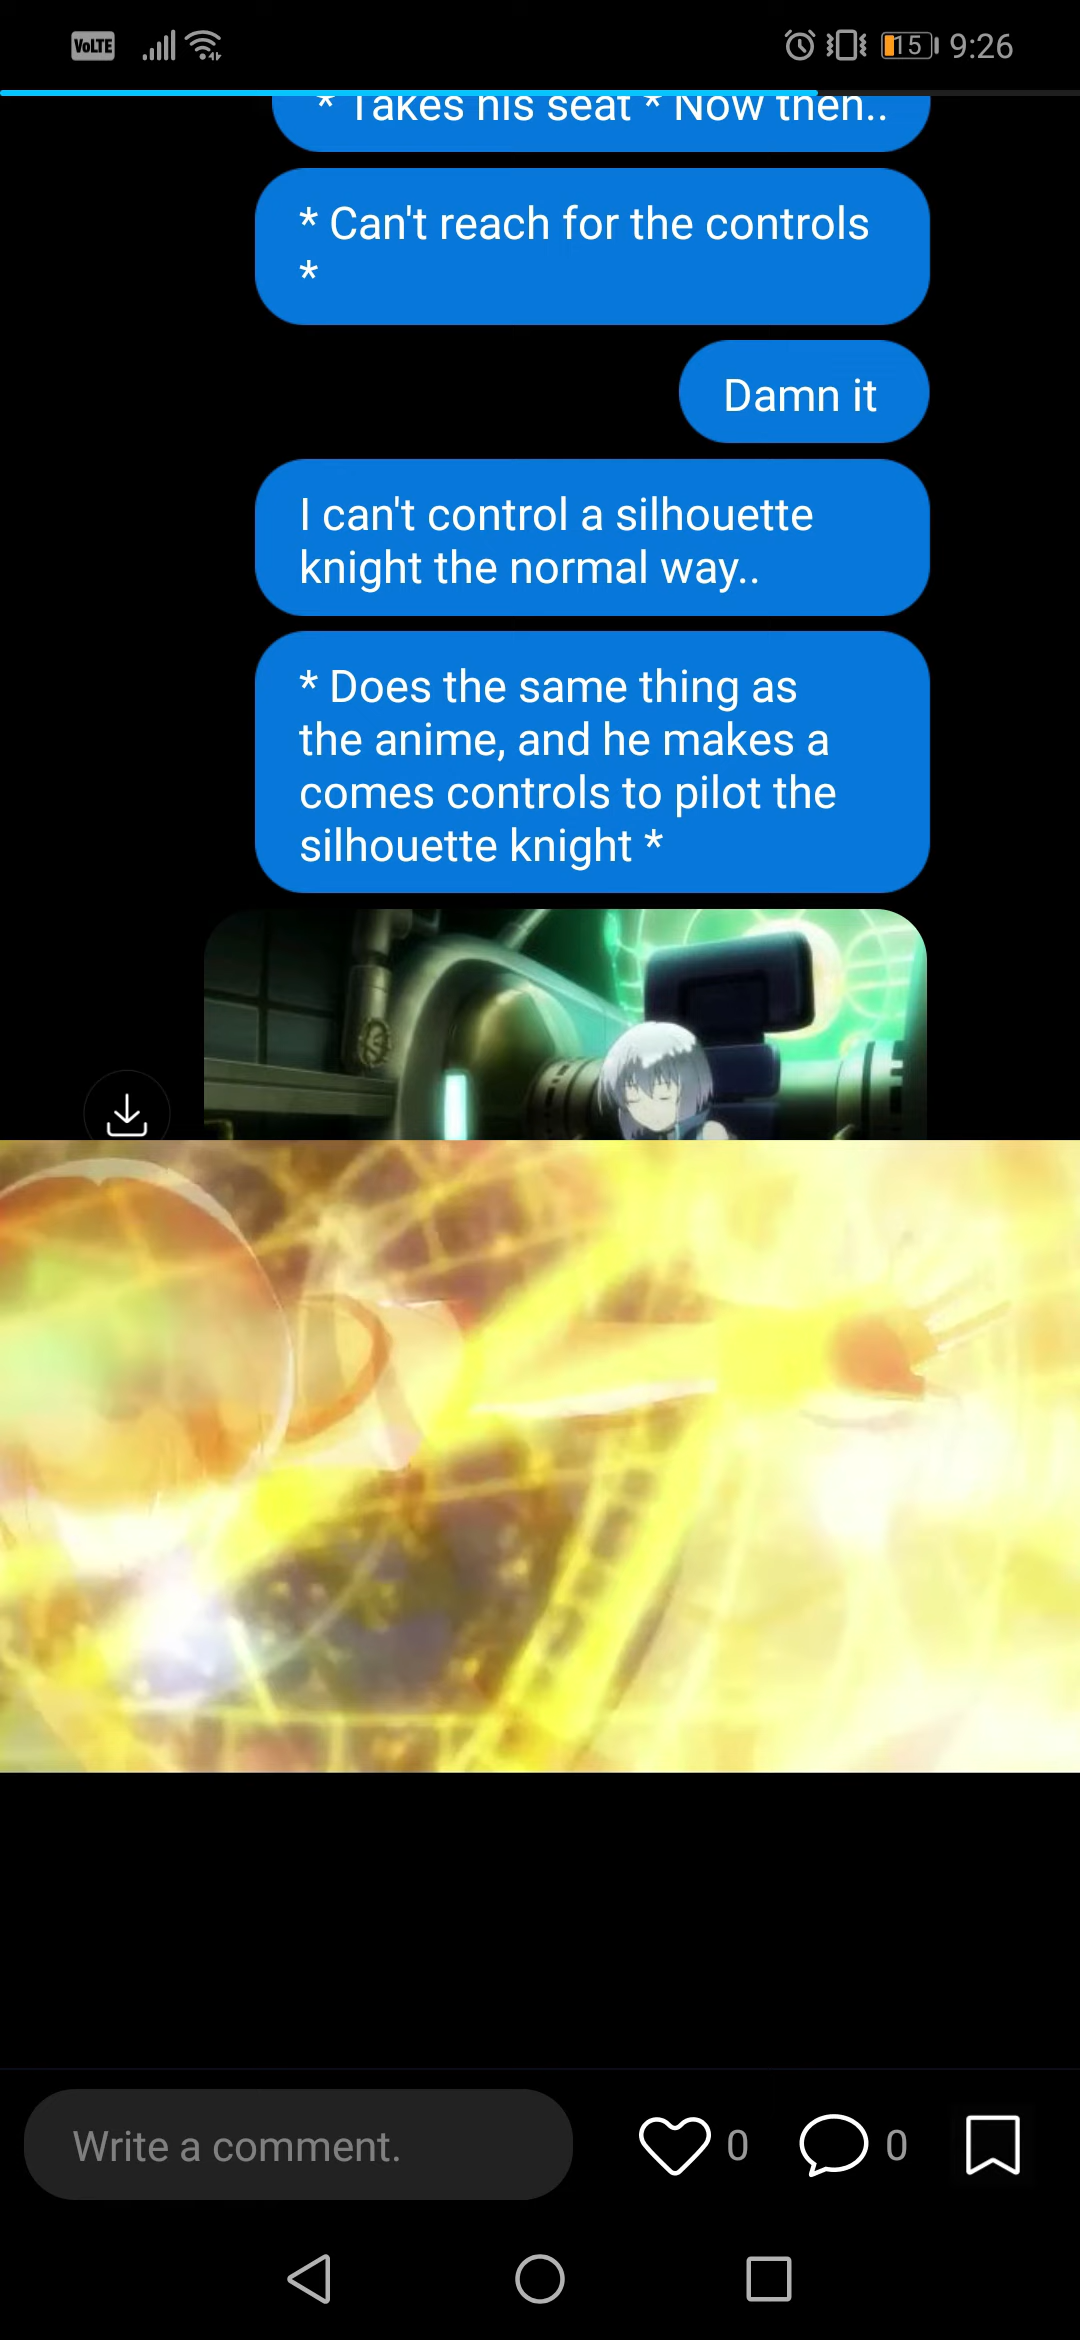 VoLTE
15 9:26
* Takes his seat * Now then..
* Can't reach for the controls
*
Damn it
I can't control a silhouette
knight the normal way..
* Does the same thing as
the anime, and he makes a
comes controls to pilot the
silhouette knight *
Write a comment.
0
0